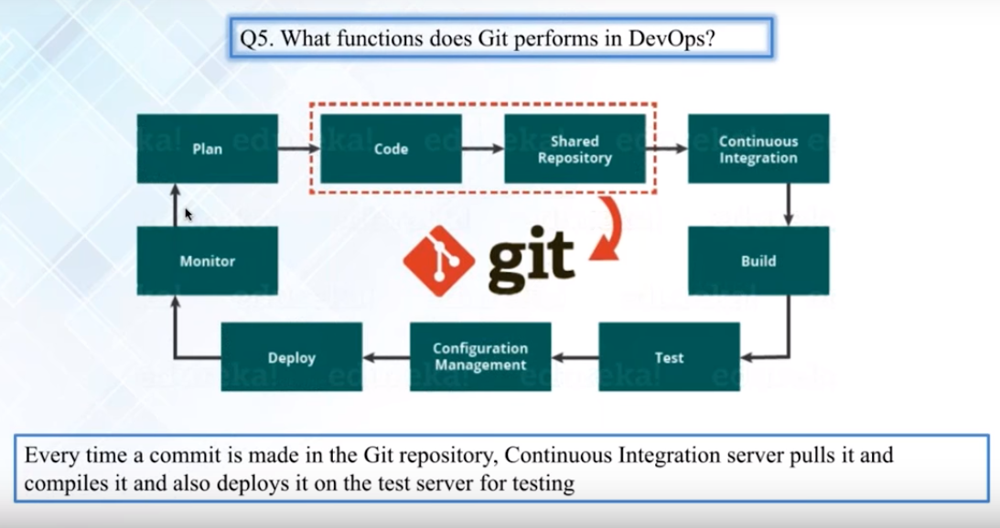 Q5. What functions does Git performs in DevOps?
Plan
Code
Shared
Repository
Continuous
Integration
Monitor
git
Build
Deploy
Configuration
Management
Test
Every time a commit is made in the Git repository, Continuous Integration server pulls it and
compiles it and also deploys it on the test server for testing